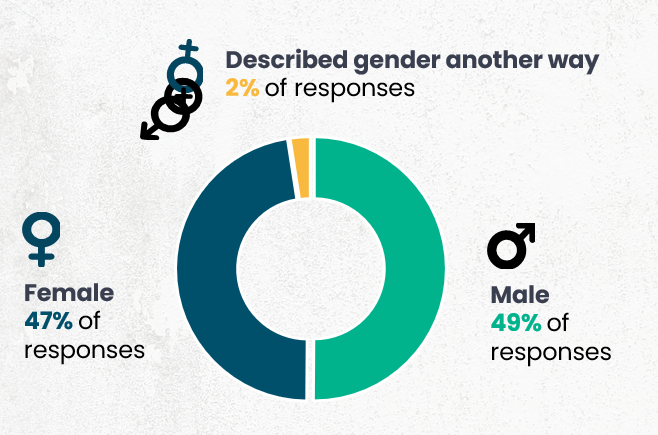 Described gender another way
2% of responses
Female
47% of
responses
Male
49% of
responses